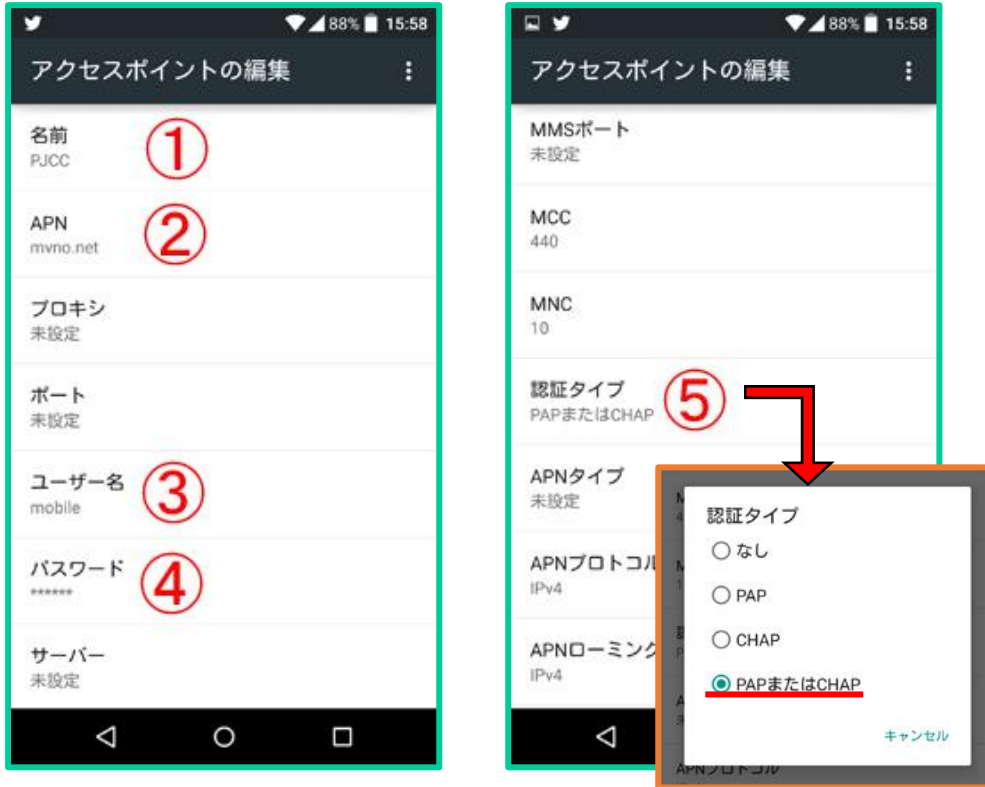 88% 15:58
アクセスポイントの編集
名前
PJCC
①
APN
mvno.net
②
プロキシ
未設定
ポート
未設定
ユーザー名
mobile
③
パスワード
******
④
サーバー
未設定
88% 15:58
アクセスポイントの編集
MMSポート
未設定
MCC
440
MNC
10
認証タイプ
PAPまたはCHAP
⑤
APNタイプ
未設定
APNプロトコル
IPv4
APNローミング
IPv4
認証タイプ
なし
PAP
CHAP
PAPまたはCHAP
キャンセル
APNプロトコル